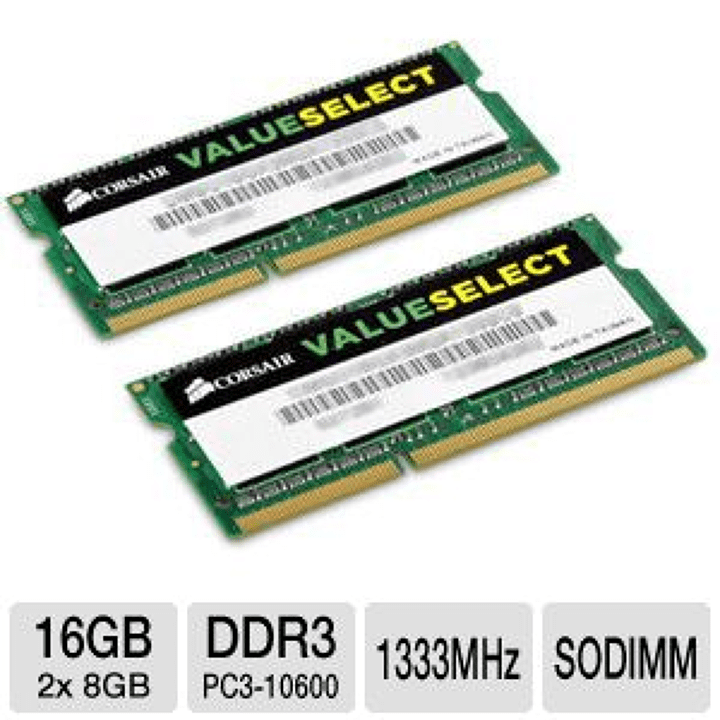 VALUESELECT
CORSAIR
MADE IN TAIWAN
VALUESELECT
CORSAIR
MADE IN TAIWAN
16GB
2x 8GB
DDR3
PC3-10600
1333MHz
SODIMM